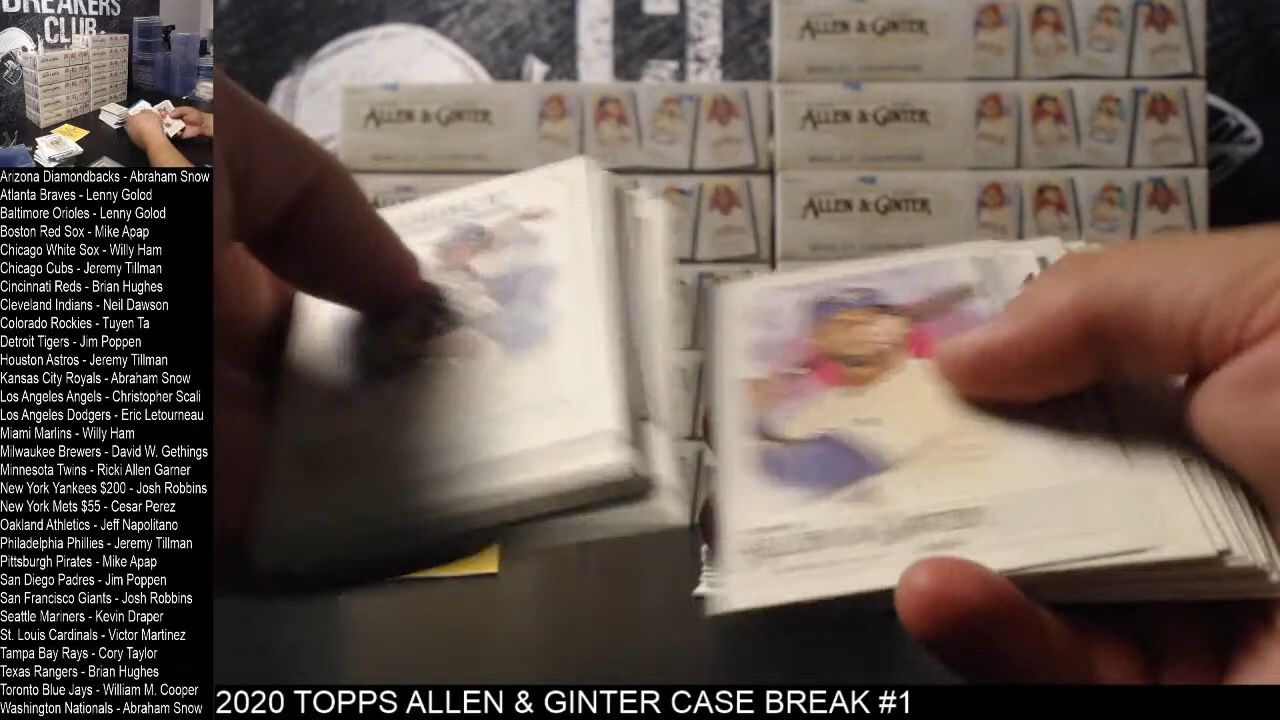 BREAKERS
CLUB
Arizona Diamondbacks - Abraham Snow
Atlanta Braves - Lenny Golod
Baltimore Orioles - Lenny Golod
Boston Red Sox - Mike Apap
Chicago White Sox - Willy Ham
Chicago Cubs - Jeremy Tillman
Cincinnati Reds - Brian Hughes
Cleveland Indians - Neil Dawson
Colorado Rockies - Tuyen Ta
Detroit Tigers - Jim Poppen
Houston Astros - Jeremy Tillman
Kansas City Royals - Abraham Snow
Los Angeles Angels - Christopher Scali
Los Angeles Dodgers - Eric Letourneau
Miami Marlins - Willy Ham
Milwaukee Brewers - David W. Gethings
Minnesota Twins - Ricki Allen Garner
New York Yankees $200 - Josh Robbins
New York Mets $55 - Cesar Perez
Oakland Athletics - Jeff Napolitano
Philadelphia Phillies - Jeremy Tillman
Pittsburgh Pirates - Mike Apap
San Diego Padres - Jim Poppen
San Francisco Giants - Josh Robbins
Seattle Mariners - Kevin Draper
St. Louis Cardinals - Victor Martinez
Tampa Bay Rays - Cory Taylor
Texas Rangers - Brian Hughes
Toronto Blue Jays - William M. Cooper
Washington Nationals - Abraham Snow
ALLEN & GINTER
ALLEN & GINTER
ALLEN & GINTER
ALLEN & GINTER
2020 TOPPS ALLEN & GINTER CASE BREAK #1